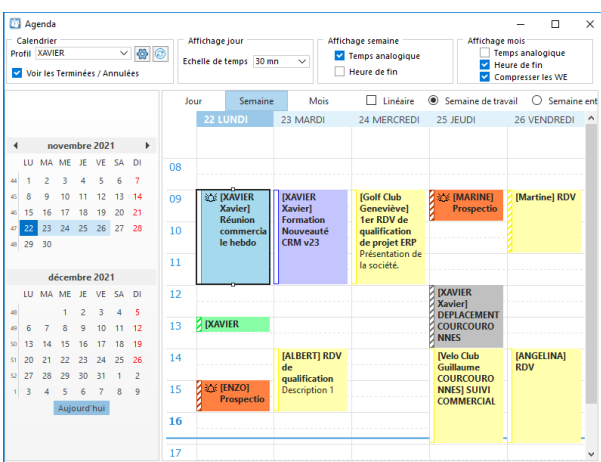 Agenda
Calendrier
Profil XAVIER
Voir les Terminées / Annulées
Affichage jour
Echelle de temps 30 mn
Affichage semaine
Temps analogique
Heure de fin
Affichage mois
Temps analogique
Heure de fin
Compresser les WE
Jour Semaine Mois Linéaire Semaine de travail Semaine ent
22 LUNDI 23 MARDI 24 MERCREDI 25 JEUDI 26 VENDREDI
novembre 2021
LU MA ME JE VE SA DI
44 1 2 3 4 5 6 7
45 8 9 10 11 12 13 14
46 15 16 17 18 19 20 21
47 22 23 24 25 26 27 28
48 29 30
décembre 2021
LU MA ME JE VE SA DI
48 1 2 3 4 5
49 6 7 8 9 10 11 12
50 13 14 15 16 17 18 19
51 20 21 22 23 24 25 26
52 27 28 29 30 31 1 2
1 3 4 5 6 7 8 9
Aujourd'hui
08
09
10
11
12
13
14
15
16
17
[XAVIER
Xavier]
Réunion
commercia
le hebdo
[XAVIER
[ENZO]
Prospectio
[XAVIER
Xavier]
Formation
Nouveauté
CRM v23
[ALBERT] RDV
de
qualification
Description 1
[Golf Club
Geneviève]
1er RDV de
qualification
de projet ERP
Présentation de
la société.
[MARINE]
Prospectio
[XAVIER
Xavier]
DEPLACEMENT
COURCOURO
NNES
[Velo Club
Guillaume
COURCOURO
NNES] SUIVI
COMMERCIAL
[Martine] RDV
[ANGELINA]
RDV